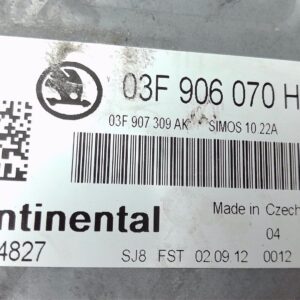 03F 906 070 H
03F 907 309 AK SIMOS 10.22A
ntinental
Made in Czech
04
4827
SJ8 FST 02.09.12 0012